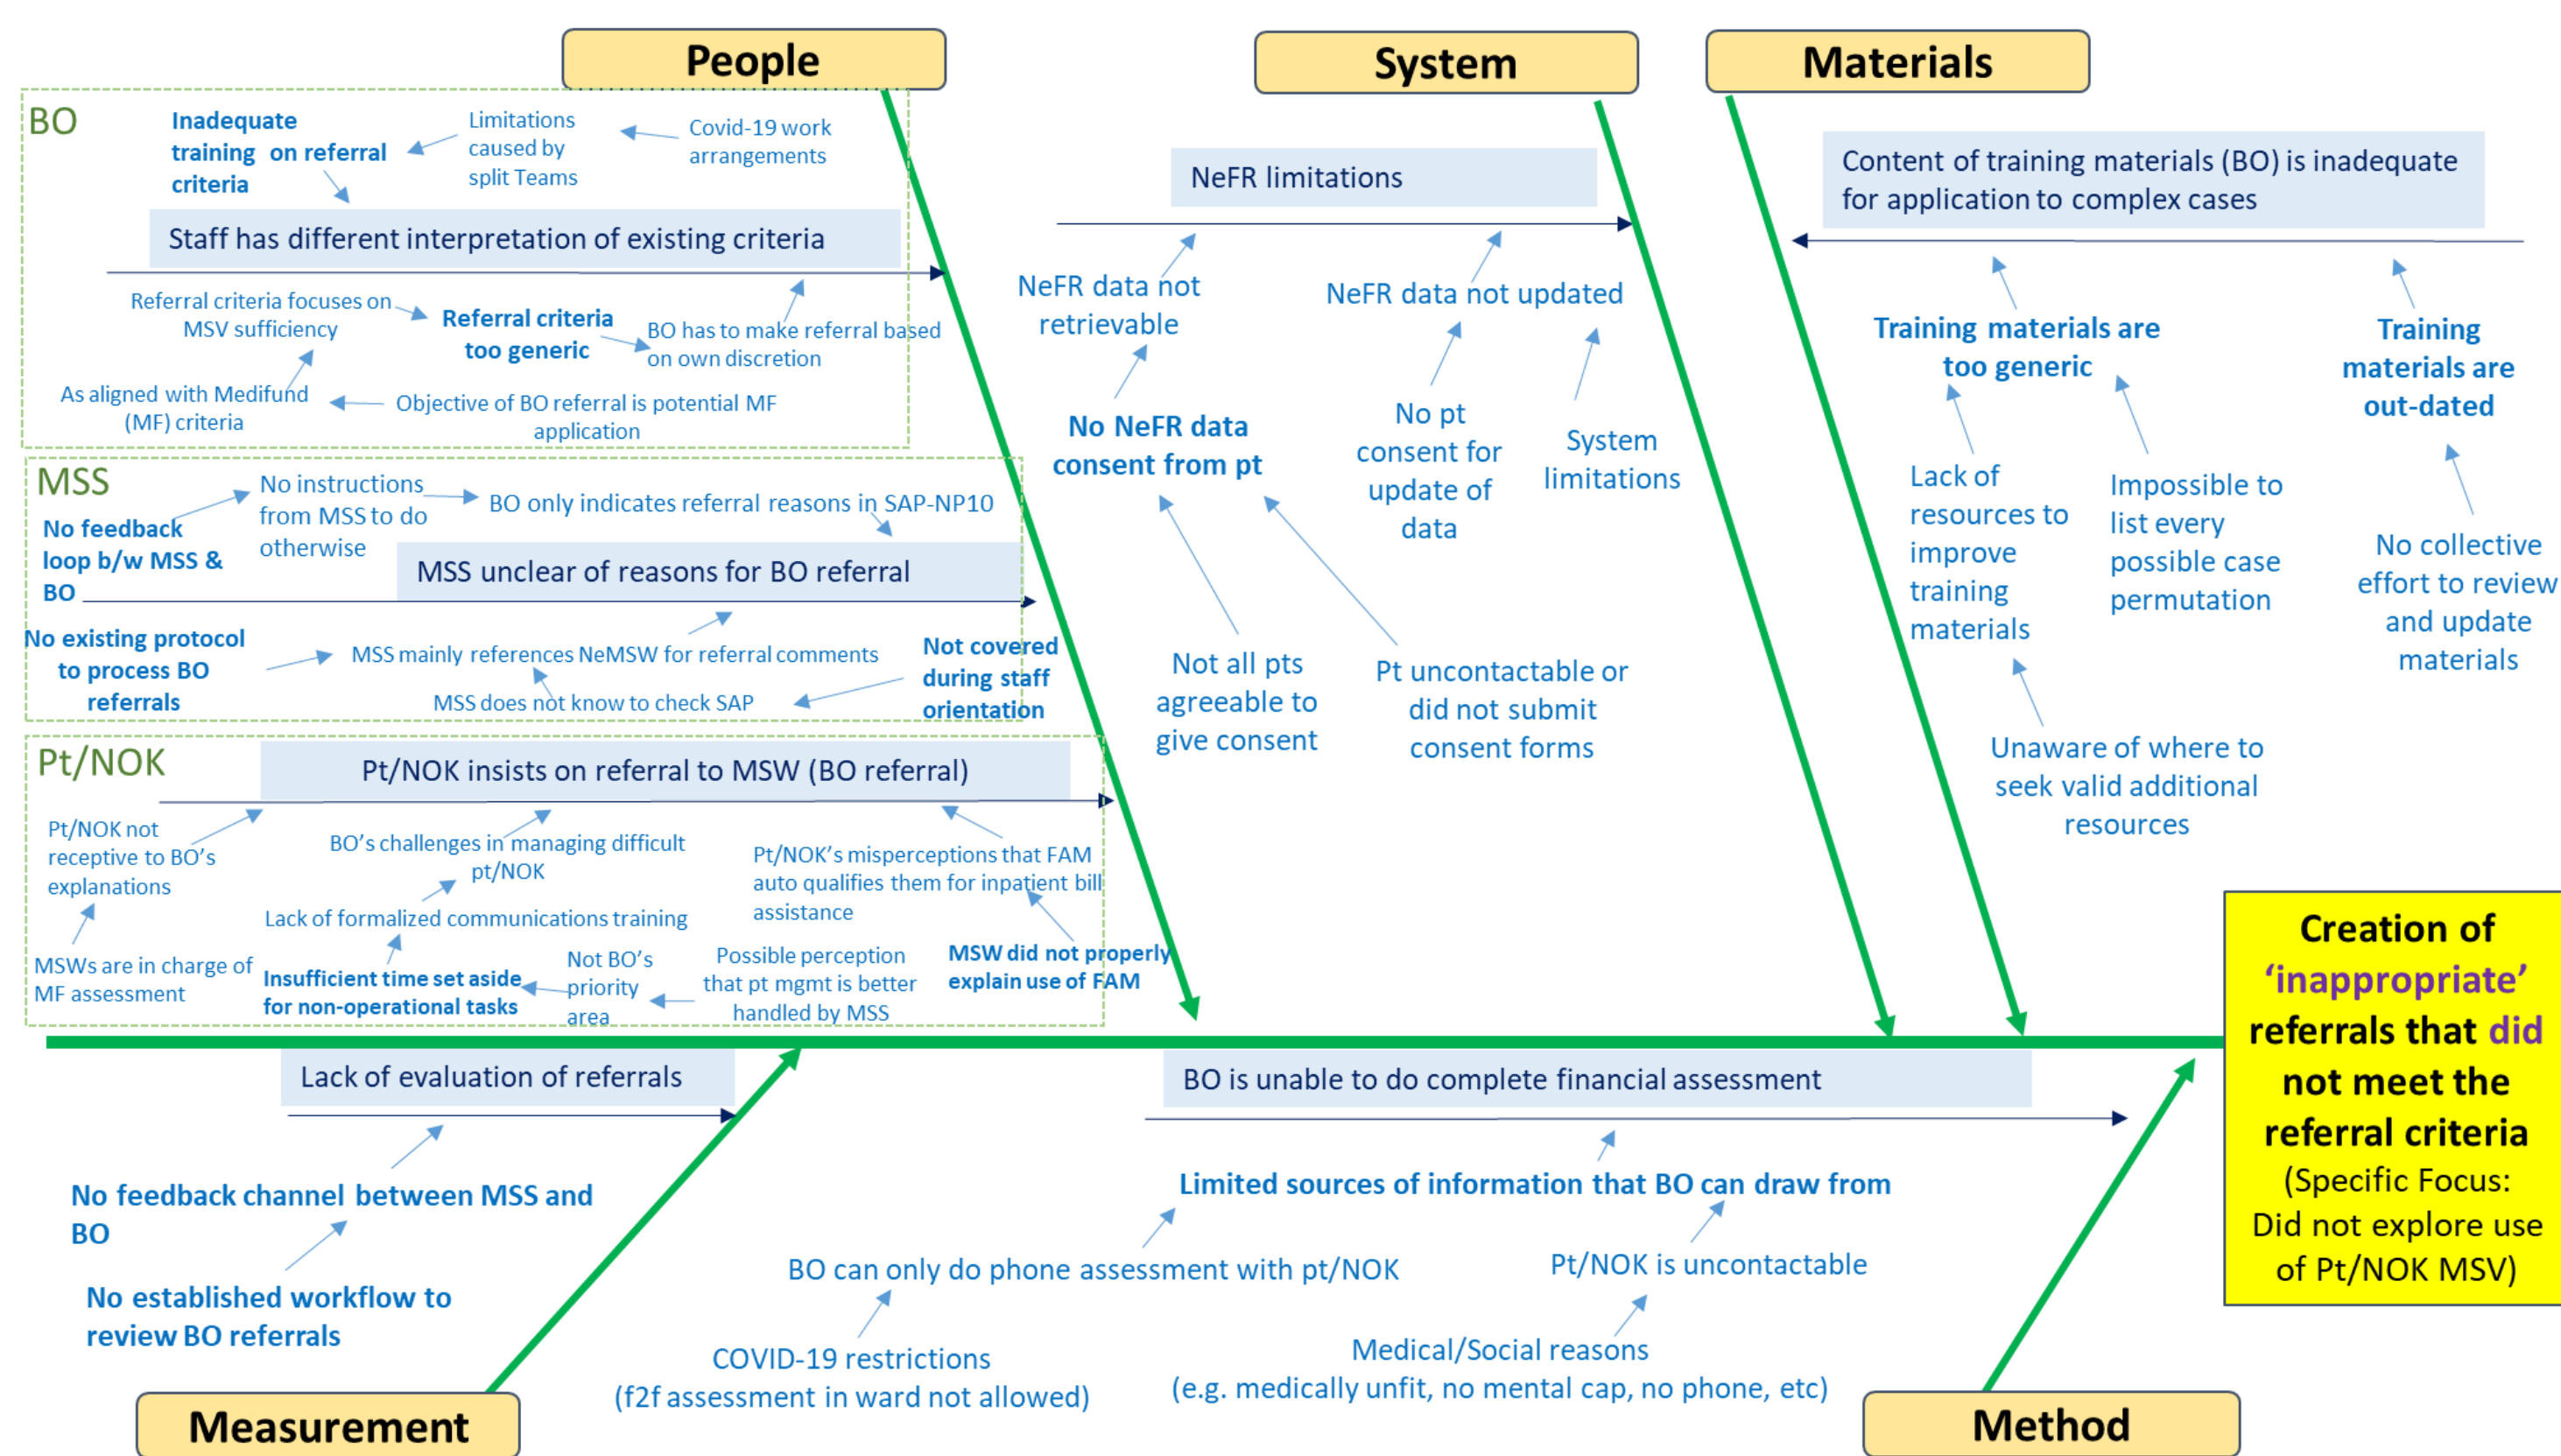 People
System
Materials
BO
Inadequate
training on referral
criteria
Limitations
caused by
split Teams
Covid-19 work
arrangements
Staff has different interpretation of existing criteria
Referral criteria focuses on
MSV sufficiency
Referral criteria
too generic
BO has to make referral based
on own discretion
As aligned with Medifund
(MF) criteria
Objective of BO referral is potential MF
application
MSS
No feedback
loop b/w MSS &
BO
No instructions
from MSS to do
otherwise
BO only indicates referral reasons in SAP-NP10
MSS unclear of reasons for BO referral
No existing protocol
to process BO
referrals
MSS mainly references NeMSW for referral comments
MSS does not know to check SAP
Not covered
during staff
orientation
Pt/NOK
Pt/NOK insists on referral to MSW (BO referral)
Pt/NOK not
receptive to BO's
explanations
MSWs are in charge of
MF assessment
BO's challenges in managing difficult
pt/NOK
Lack of formalized communications training
Insufficient time set aside
for non-operational tasks
Not BO's
priority
area
Possible perception
that pt mgmt is better
handled by MSS
Pt/NOK's misperceptions that FAM
auto qualifies them for inpatient bill
assistance
MSW did not properly
explain use of FAM
NeFR limitations
NeFR data not
retrievable
NeFR data not updated
No NeFR data
consent from pt
No pt
consent for
update of
data
System
limitations
Not all pts
agreeable to
give consent
Pt uncontactable or
did not submit
consent forms
Content of training materials (BO) is inadequate
for application to complex cases
Training materials are
too generic
Training
materials are
out-dated
Lack of
resources to
improve
training
materials
Impossible to
list every
possible case
permutation
No collective
effort to review
and update
materials
Unaware of where to
seek valid additional
resources
Creation of
‘inappropriate’
referrals that did
not meet the
referral criteria
(Specific Focus:
Did not explore use
of Pt/NOK MSV)
Lack of evaluation of referrals
No feedback channel between MSS and
BO
No established workflow to
review BO referrals
Measurement
BO is unable to do complete financial assessment
Limited sources of information that BO can draw from
BO can only do phone assessment with pt/NOK
Pt/NOK is uncontactable
COVID-19 restrictions
(f2f assessment in ward not allowed)
Medical/Social reasons
(e.g. medically unfit, no mental cap, no phone, etc)
Method